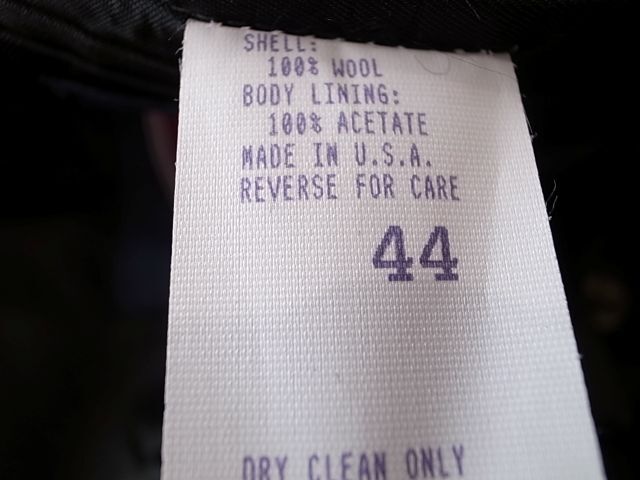 SHELL:
100% WOOL
BODY LINING:
100% ACETATE
MADE IN U.S.A.
REVERSE FOR CARE
44
DRY CLEAN ONLY